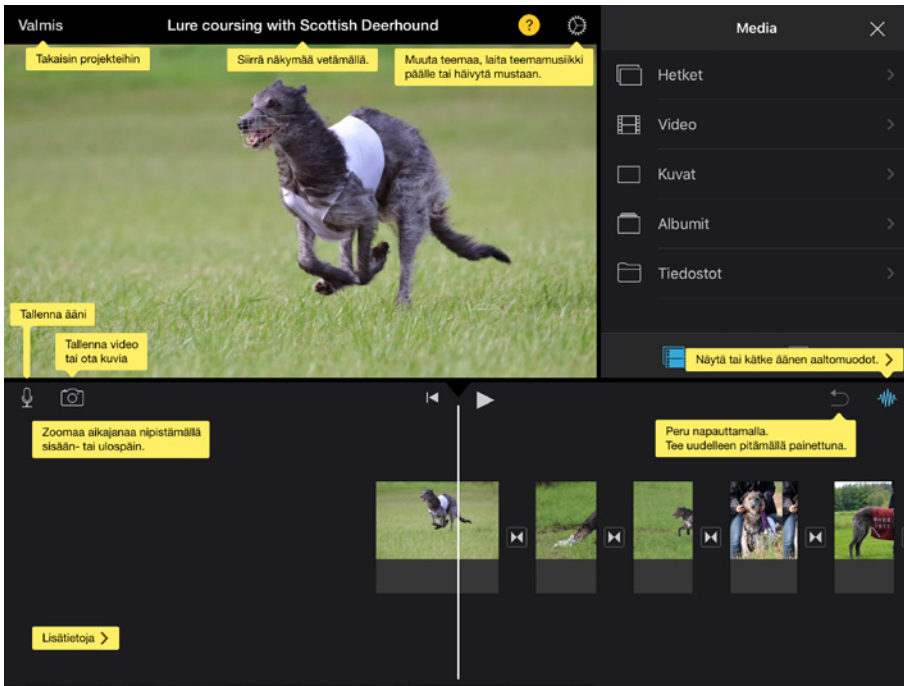 Valmis
Lure coursing with Scottish Deerhound
?
Media
Takaisin projekteihin
Siirrä näkymää vetämällä.
Muuta teemaa, laita teemamusiikki
päälle tai häivytä mustaan.
Hetket
Video
Kuvat
Albumit
Tiedostot
Tallenna ääni
Tallenna video
tai ota kuvia
Näytä tai kätke äänen aaltomuodot.
Zoomaa aikajanaa nipistämällä
sisään- tai ulospäin.
Peru napauttamalla.
Tee uudelleen pitämällä painettuna.
Lisätietoja